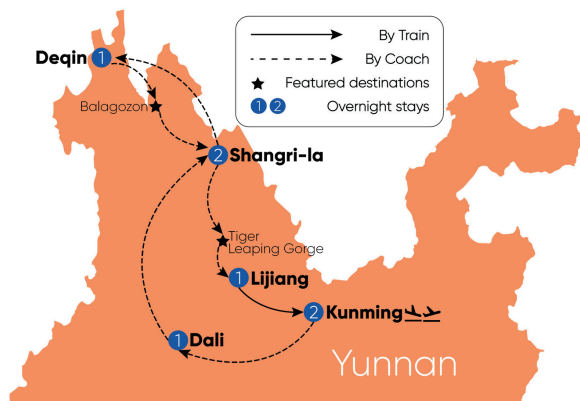 By Train
By Coach
Featured destinations
1 2 Overnight stays
Deqin 1
Balagozon
2
Shangri-la
Tiger
Leaping Gorge
1 Lijiang
2 Kunming
1 Dali
Yunnan